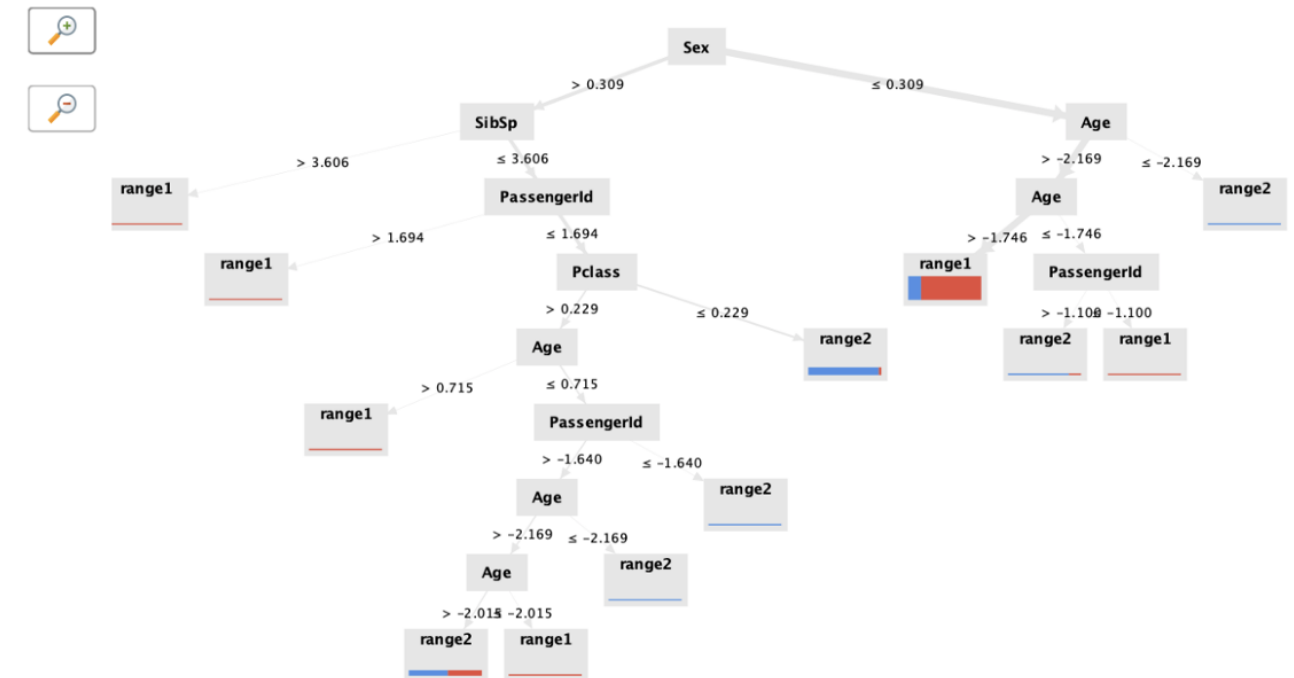 Sex
> 0.309
≤ 0.309
SibSp
Age
> 3.606
≤ 3.606
> −2.169
≤ −2.169
range1
PassengerId
Age
range2
> 1.694
≤ 1.694
> −1.746
≤ −1.746
range1
Pclass
range1
PassengerId
> 0.229
≤ 0.229
> −1.100
≤ −1.100
Age
range2
range2
range1
> 0.715
≤ 0.715
range1
PassengerId
> −1.640
≤ −1.640
Age
range2
> −2.169
≤ −2.169
Age
range2
> −2.015
≤ −2.015
range2
range1